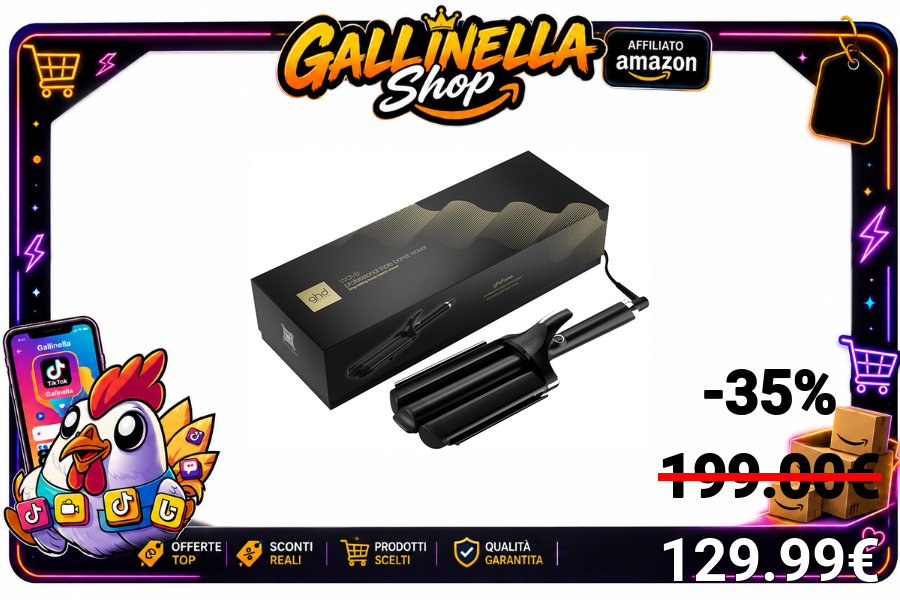 GALLINELLA
Shop
AFFILIATO
amazon
ghd
wave
professional triple barrel waver
Gallinella
TikTok
Gallinella
-35%
199.00€
129.99€
OFFERTE
TOP
SCONTI
REALI
PRODOTTI
SCELTI
QUALITÀ
GARANTITA